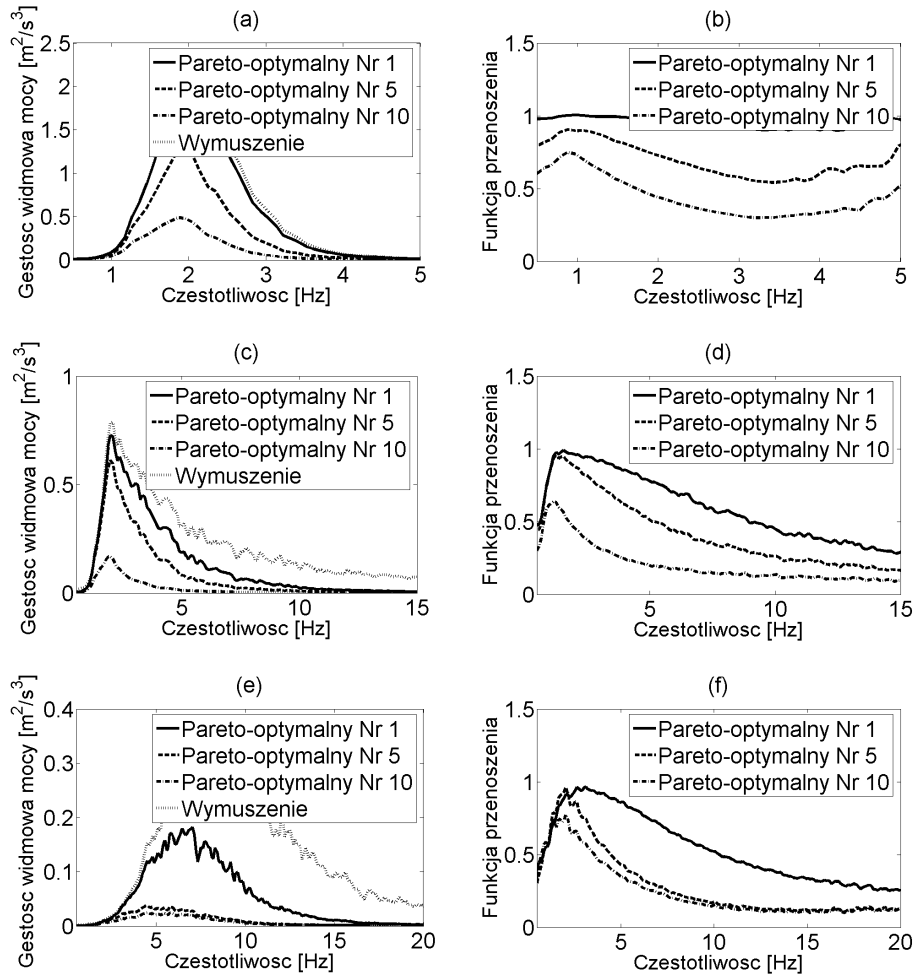 (a)
Gestosc widmowa mocy [m²/s³]
2.5
2
1.5
1
0.5
0
Pareto-optymalny Nr 1
Pareto-optymalny Nr 5
Pareto-optymalny Nr 10
Wymuszenie
1 2 3 4 5
Czestotliwosc [Hz]
(b)
Funkcja przenoszenia
1.5
1
0.5
0
Pareto-optymalny Nr 1
Pareto-optymalny Nr 5
Pareto-optymalny Nr 10
1 2 3 4 5
Czestotliwosc [Hz]
(c)
Gestosc widmowa mocy [m²/s³]
1
0.5
0
Pareto-optymalny Nr 1
Pareto-optymalny Nr 5
Pareto-optymalny Nr 10
Wymuszenie
5 10 15
Czestotliwosc [Hz]
(d)
Funkcja przenoszenia
1.5
1
0.5
0
Pareto-optymalny Nr 1
Pareto-optymalny Nr 5
Pareto-optymalny Nr 10
5 10 15
Czestotliwosc [Hz]
(e)
Gestosc widmowa mocy [m²/s³]
0.4
0.3
0.2
0.1
0
Pareto-optymalny Nr 1
Pareto-optymalny Nr 5
Pareto-optymalny Nr 10
Wymuszenie
5 10 15 20
Czestotliwosc [Hz]
(f)
Funkcja przenoszenia
1.5
1
0.5
0
Pareto-optymalny Nr 1
Pareto-optymalny Nr 5
Pareto-optymalny Nr 10
5 10 15 20
Czestotliwosc [Hz]